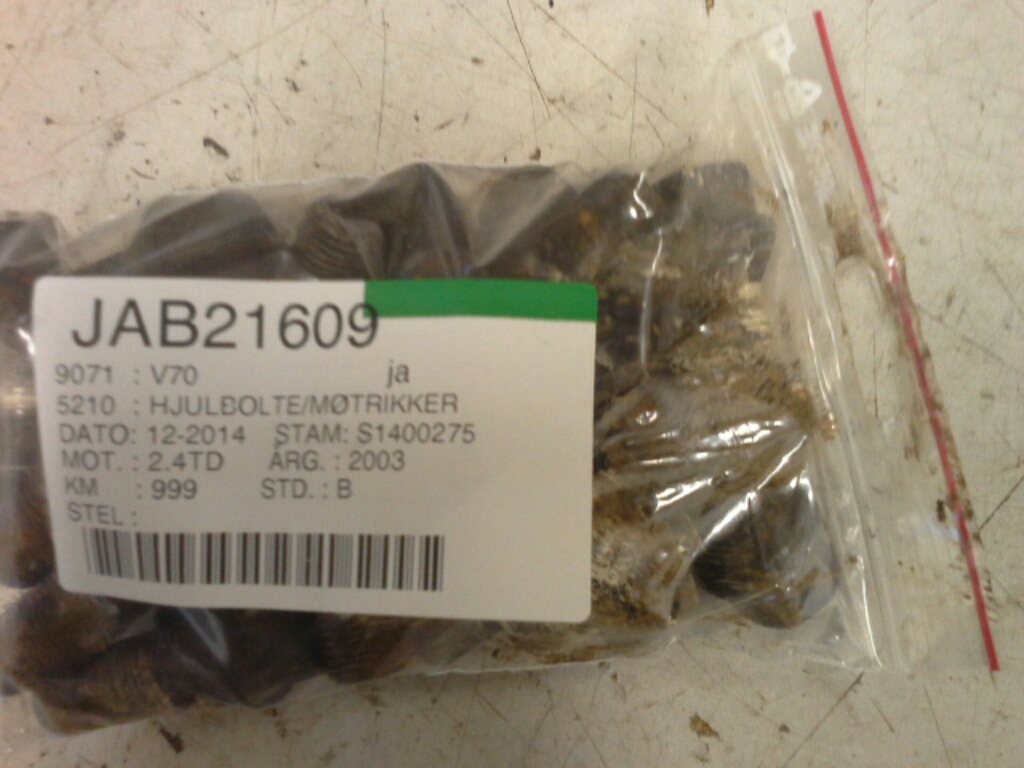 JAB21609
9071 : V70 ja
5210 : HJULBOLTE/MØTRIKKER
DATO: 12-2014 STAM: S1400275
MOT. : 2.4TD ÅRG. : 2003
KM : 999 STD. : B
STEL :